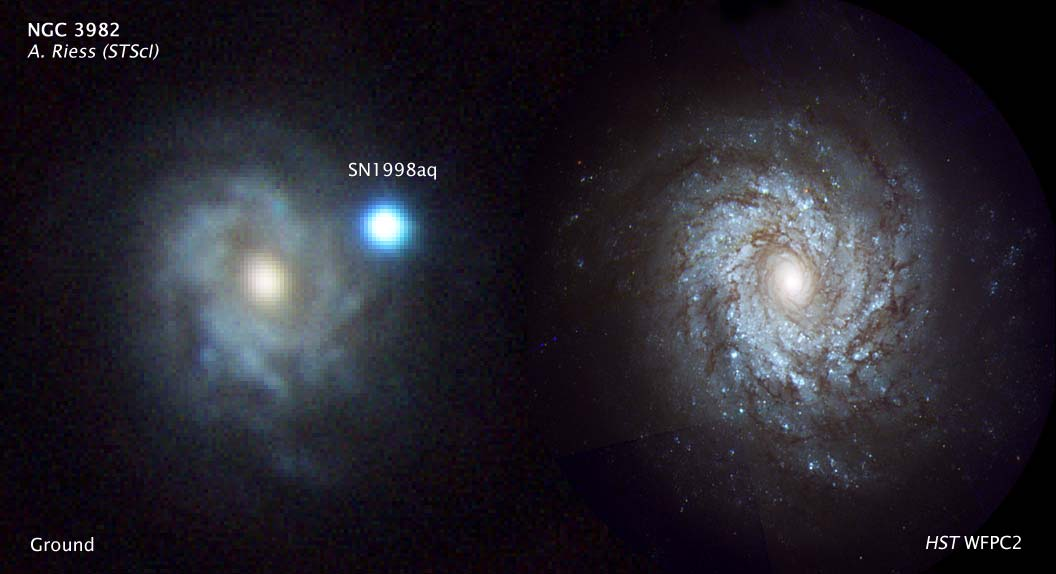 NGC 3982
A. Riess (STScI)
SN1998aq
Ground
HST WFPC2